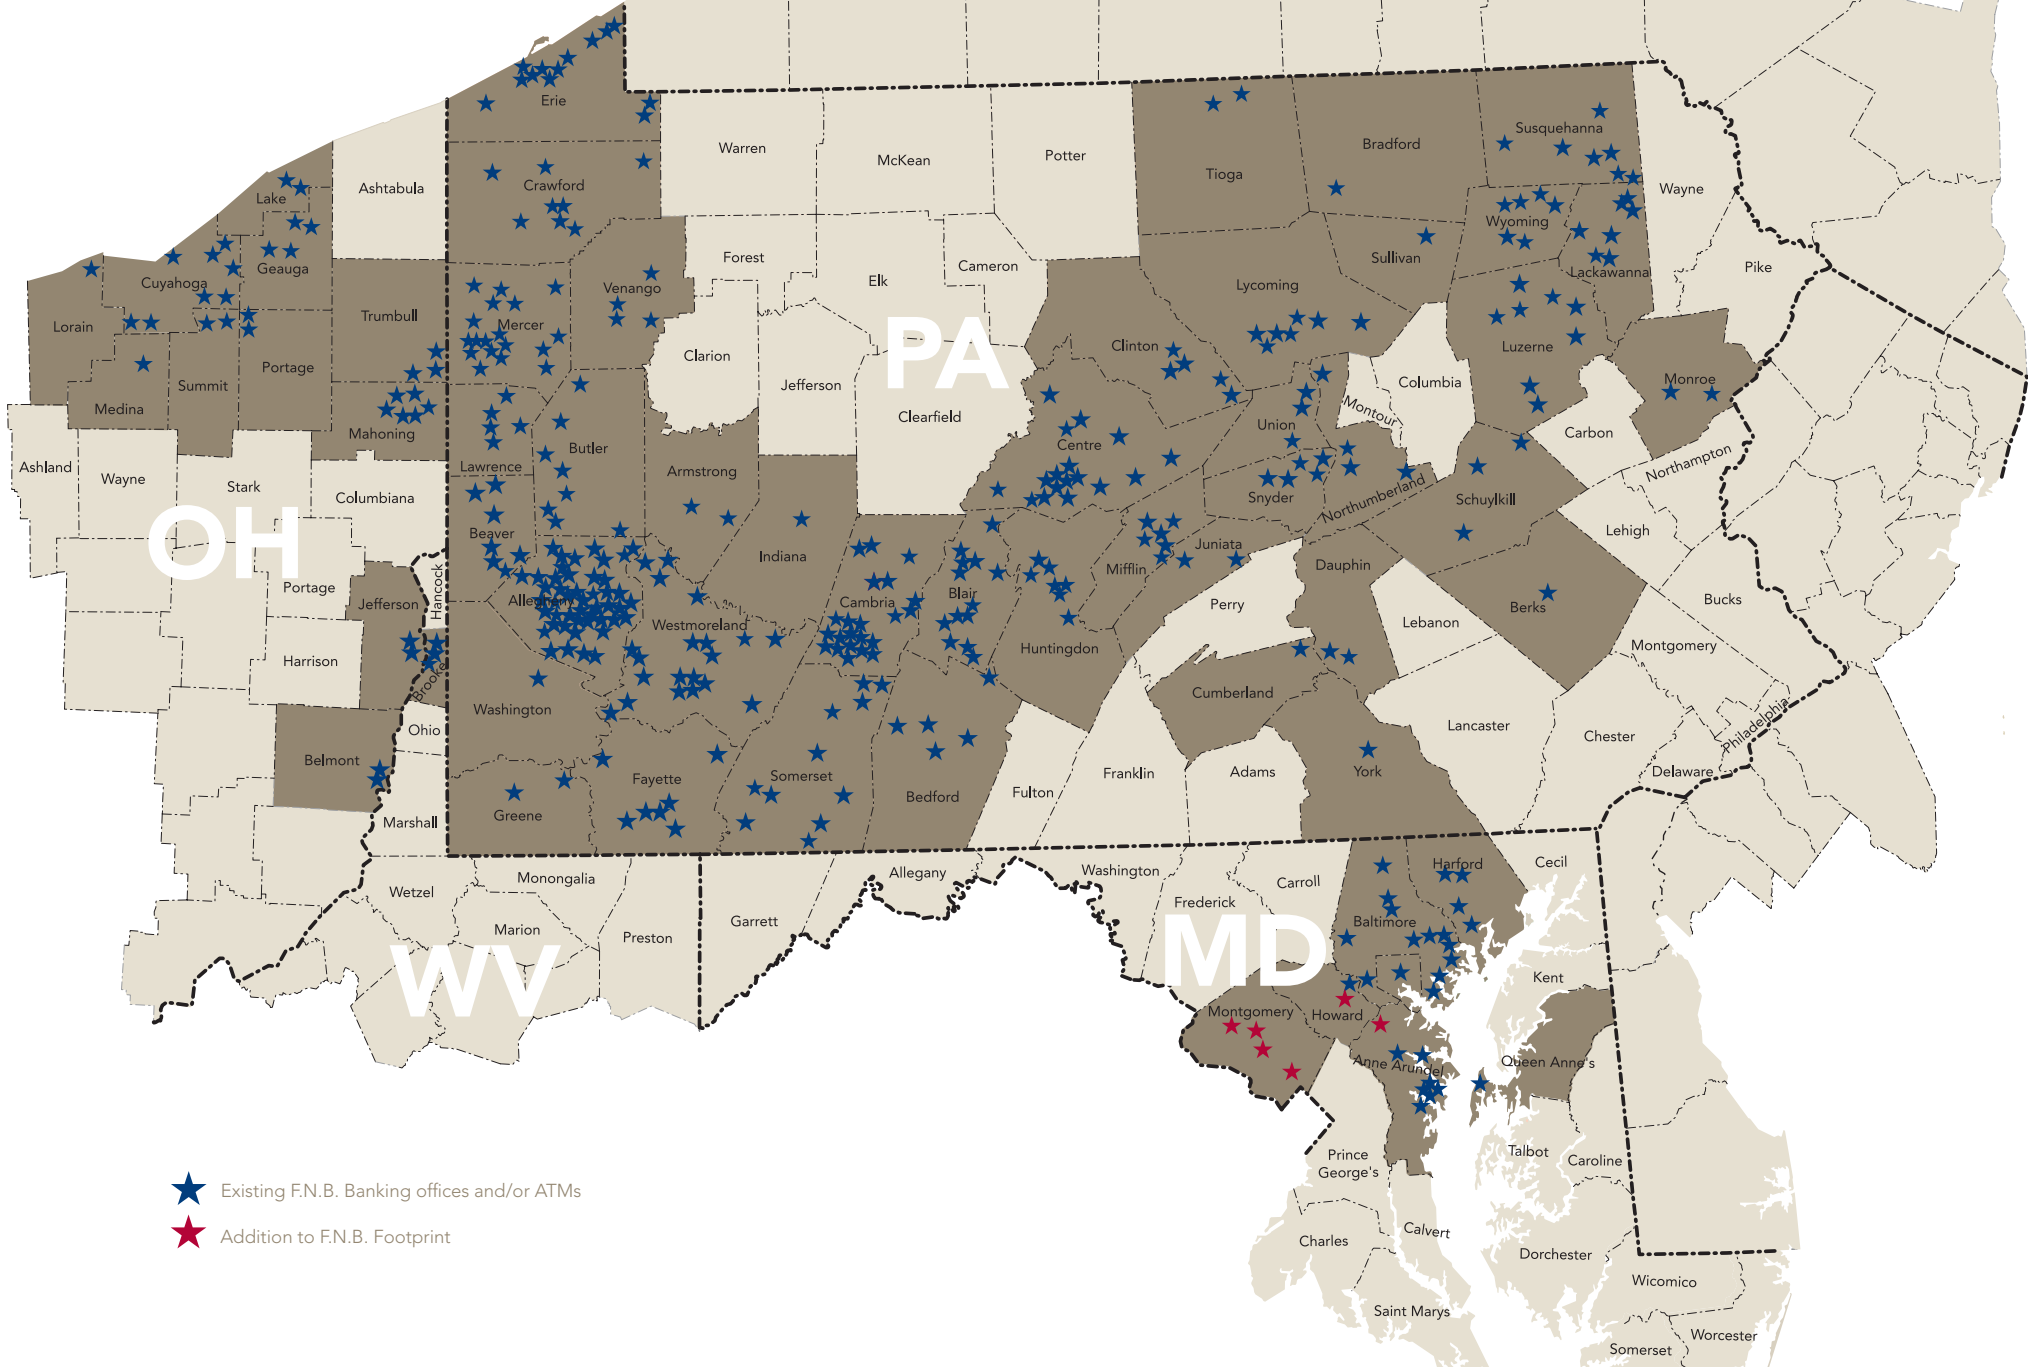 Erie
Warren
McKean
Potter
Tioga
Bradford
Susquehanna
Wayne
Ashtabula
Lake
Crawford
Wyoming
Geauga
Cuyahoga
Forest
Cameron
Elk
Sullivan
Lackawanna
Pike
Lorain
Trumbull
Venango
Mercer
Lycoming
PA
Clarion
Clinton
Luzerne
Summit
Portage
Jefferson
Columbia
Monroe
Medina
Clearfield
Montour
Mahoning
Butler
Centre
Union
Carbon
Ashland
Wayne
Lawrence
Armstrong
Northampton
Stark
Columbiana
Snyder
Northumberland
Schuylkill
OH
Beaver
Indiana
Juniata
Lehigh
Portage
Hancock
Mifflin
Dauphin
Jefferson
Allegheny
Cambria
Blair
Perry
Berks
Bucks
Westmoreland
Lebanon
Harrison
Huntingdon
Montgomery
Brooke
Washington
Cumberland
Ohio
Lancaster
Chester
Philadelphia
Belmont
Fayette
Somerset
Franklin
Adams
York
Delaware
Greene
Bedford
Fulton
Marshall
Wetzel
Monongalia
Allegany
Washington
Carroll
Harford
Cecil
Frederick
Marion
Preston
Garrett
Baltimore
WV
MD
Kent
Montgomery
Howard
Anne Arundel
Queen Anne's
Prince
George's
Talbot
Caroline
Existing F.N.B. Banking offices and/or ATMs
Addition to F.N.B. Footprint
Calvert
Charles
Dorchester
Wicomico
Saint Marys
Worcester
Somerset